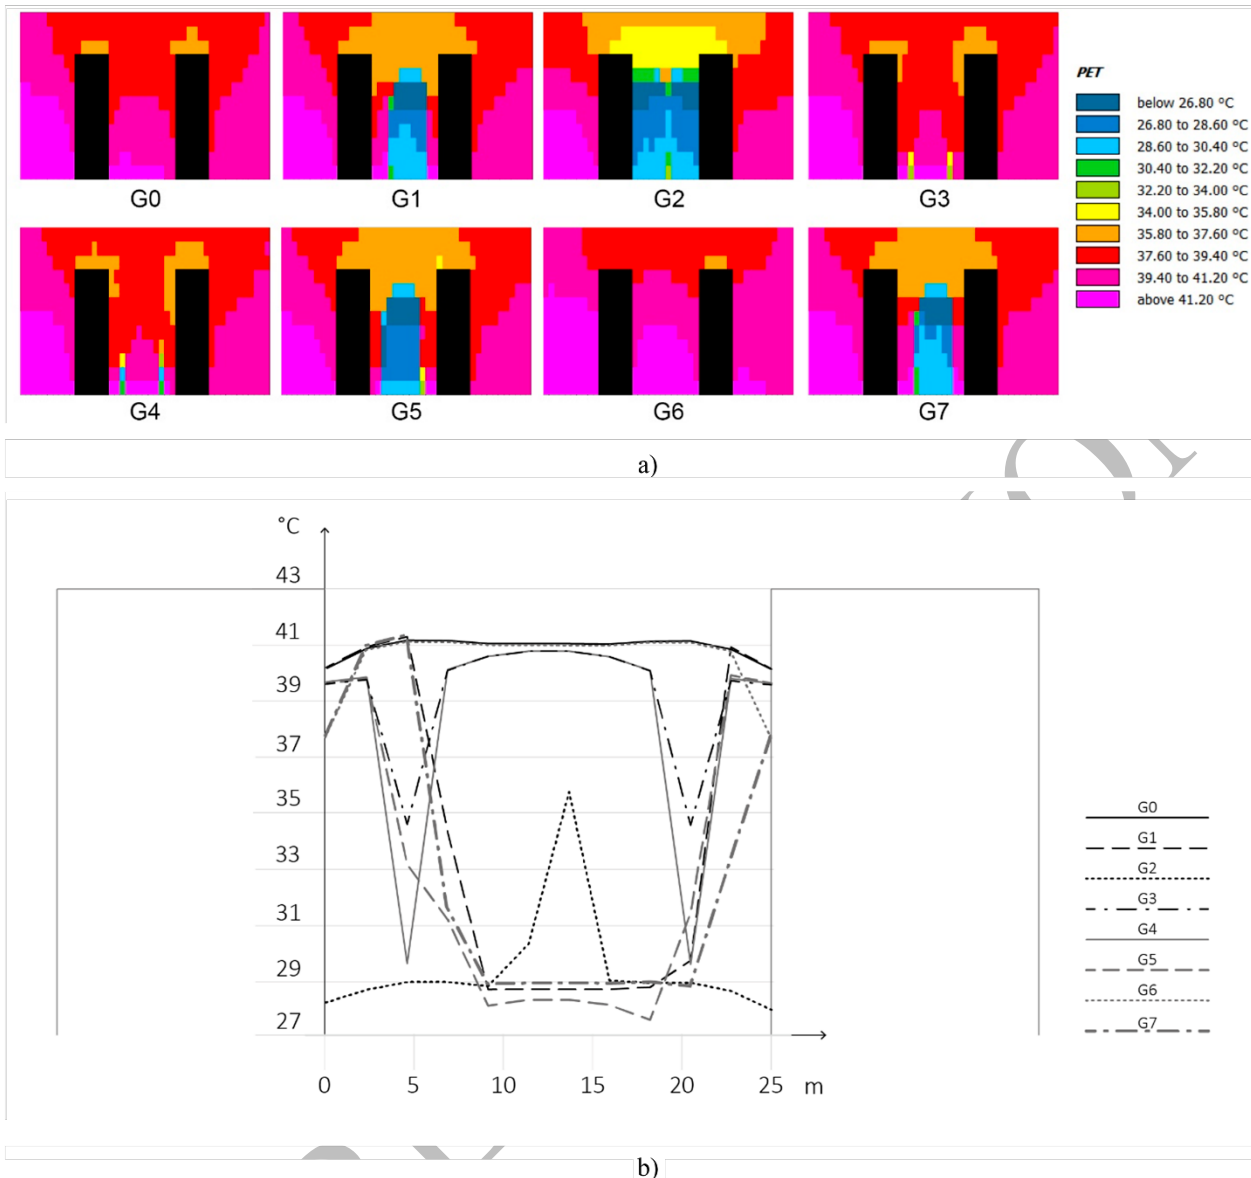 PET
below 26.80 °C
26.80 to 28.60 °C
28.60 to 30.40 °C
30.40 to 32.20 °C
32.20 to 34.00 °C
34.00 to 35.80 °C
35.80 to 37.60 °C
37.60 to 39.40 °C
39.40 to 41.20 °C
above 41.20 °C
G0 G1 G2 G3
G4 G5 G6 G7
a)
°C
43
41
39
37
35
33
31
29
27
0 5 10 15 20 25 m
G0
G1
G2
G3
G4
G5
G6
G7
b)